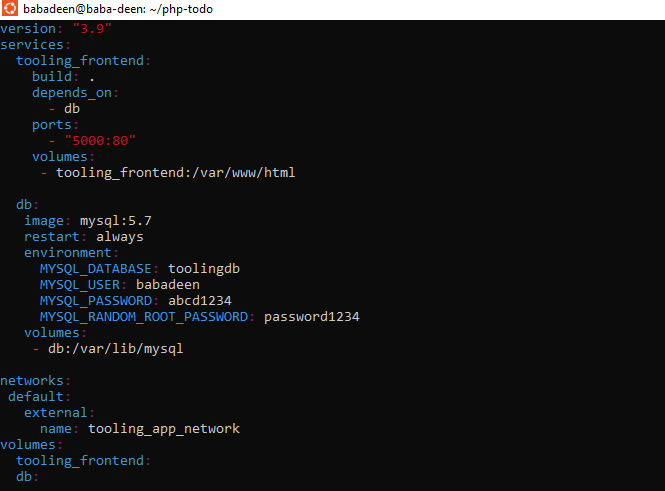 babadeen@baba-deen: ~/php-todo
version: "3.9"
services:
  tooling_frontend:
    build: .
    depends_on:
      - db
    ports:
      - "5000:80"
    volumes:
     - tooling_frontend:/var/www/html

  db:
   image: mysql:5.7
   restart: always
   environment:
     MYSQL_DATABASE: toolingdb
     MYSQL_USER: babadeen
     MYSQL_PASSWORD: abcd1234
     MYSQL_RANDOM_ROOT_PASSWORD: password1234
   volumes:
    - db:/var/lib/mysql

networks:
 default:
   external:
     name: tooling_app_network
volumes:
  tooling_frontend:
  db: